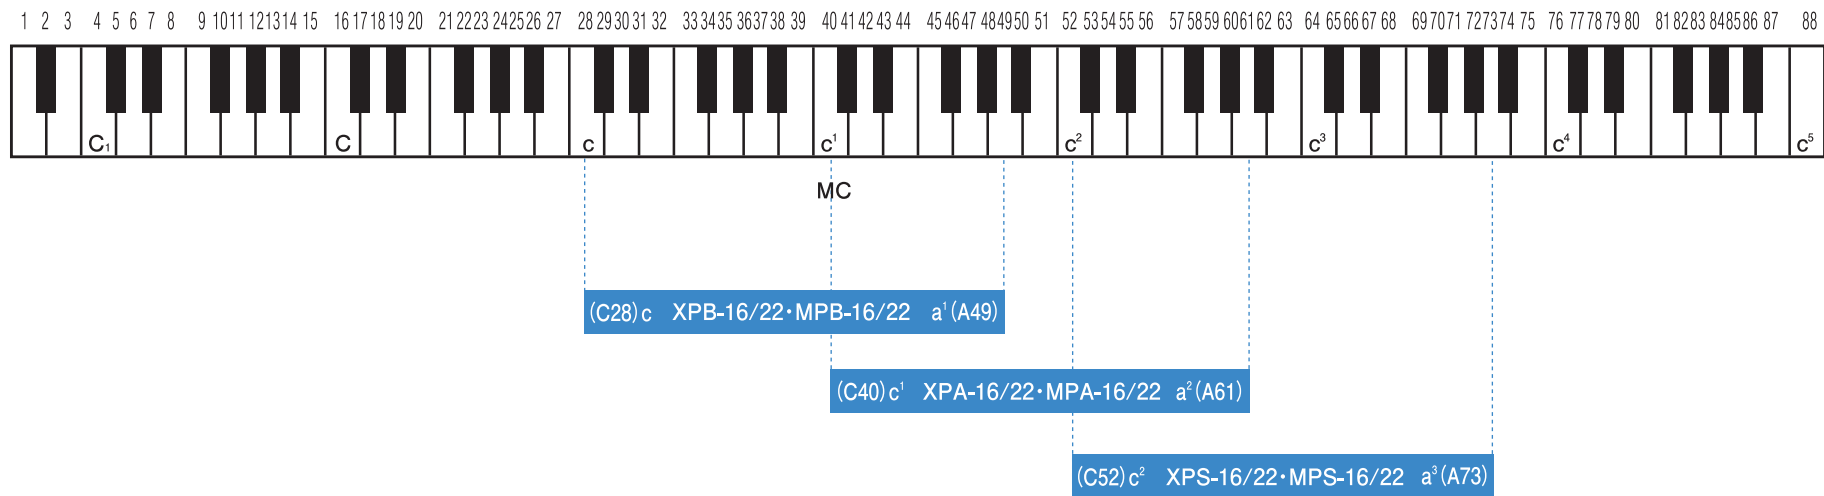 1 2 3 4 5 6 7 8 9 10 11 12 13 14 15 16 17 18 19 20 21 22 23 24 25 26 27 28 29 30 31 32 33 34 35 36 37 38 39 40 41 42 43 44 45 46 47 48 49 50 51 52 53 54 55 56 57 58 59 60 61 62 63 64 65 66 67 68 69 70 71 72 73 74 75 76 77 78 79 80 81 82 83 84 85 86 87 88
C₁ C c c¹ c² c³ c⁴ c⁵
MC
(C28) c XPB-16/22・MPB-16/22 a¹ (A49)
(C40) c¹ XPA-16/22・MPA-16/22 a² (A61)
(C52) c² XPS-16/22・MPS-16/22 a³ (A73)